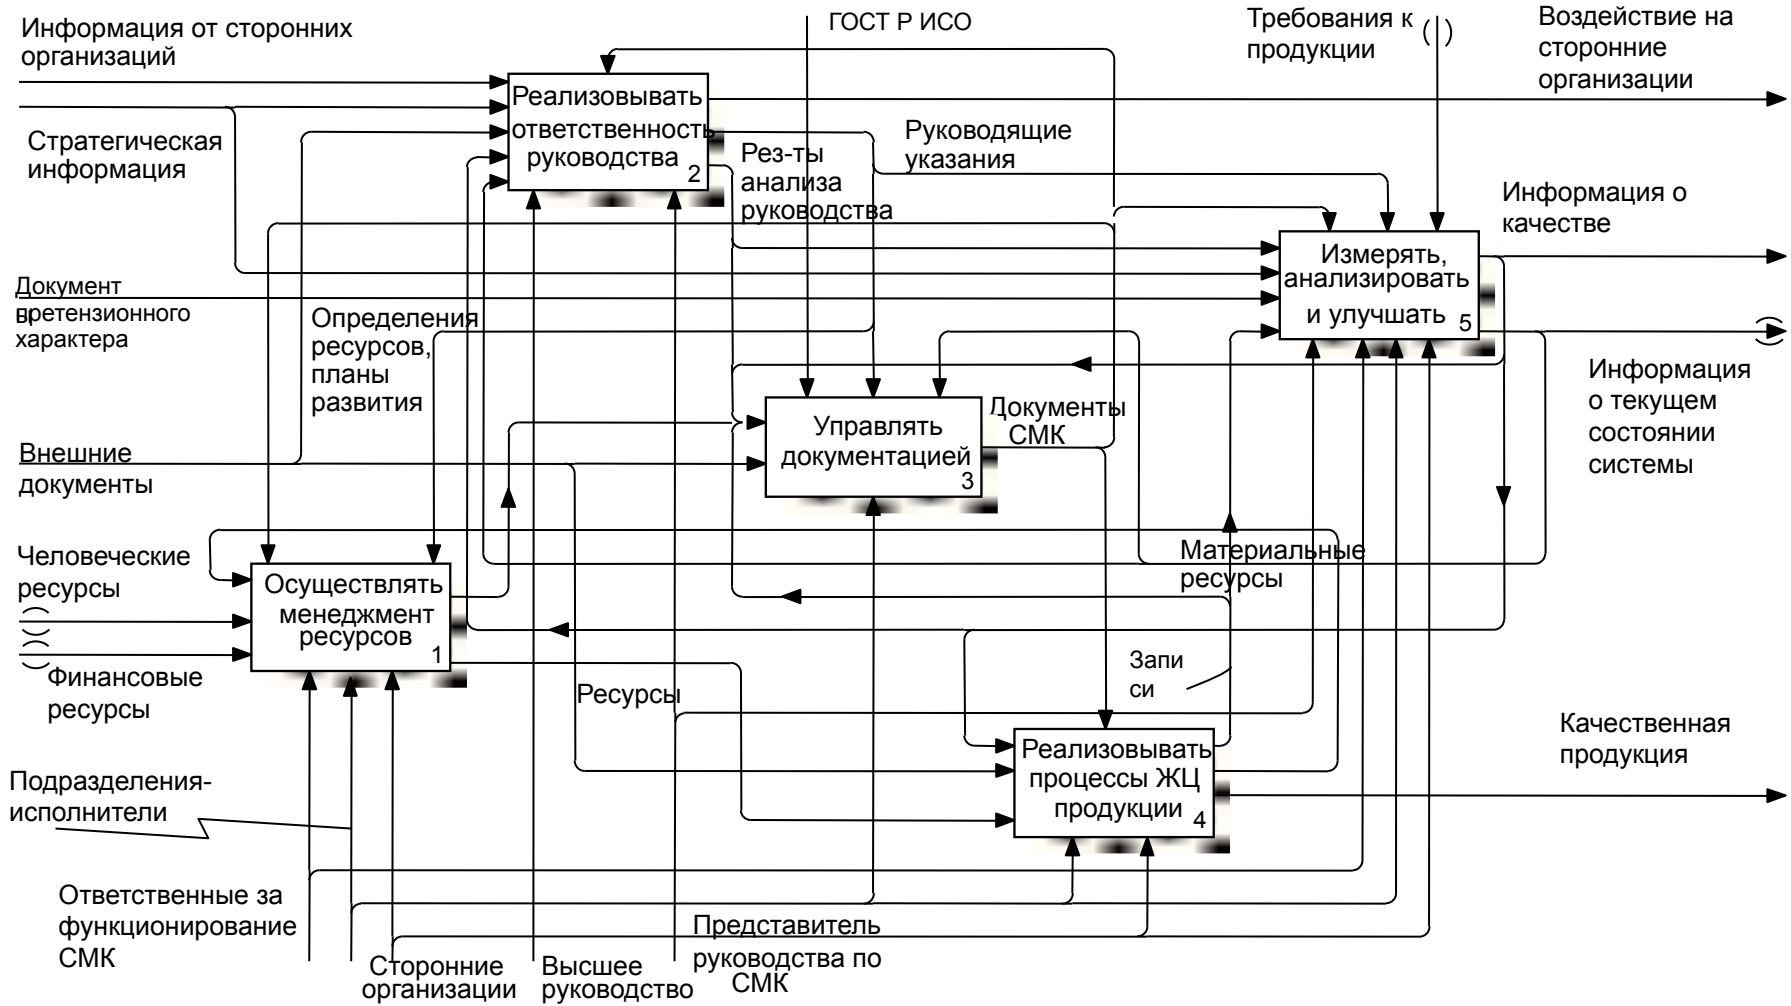 Информация от сторонних
организаций
ГОСТ Р ИСО
Требования к
продукции
Воздействие на
сторонние
организации
Реализовывать
ответственность
руководства
2
Стратегическая
информация
Рез-ты
анализа
руководства
Руководящие
указания
Информация о
качестве
Измерять,
анализировать
и улучшать
5
Документ
ы
претензионного
характера
Определения
ресурсов,
планы
развития
Информация
о текущем
состоянии
системы
Управлять
документацией
3
Документы
СМК
Внешние
документы
Человеческие
ресурсы
Осуществлять
менеджмент
ресурсов
1
Материальные
ресурсы
Финансовые
ресурсы
Ресурсы
Запи
си
Реализовывать
процессы ЖЦ
продукции
4
Качественная
продукция
Подразделения-
исполнители
Ответственные за
функционирование
СМК
Сторонние
организации
Высшее
руководство
Представитель
руководства по
СМК